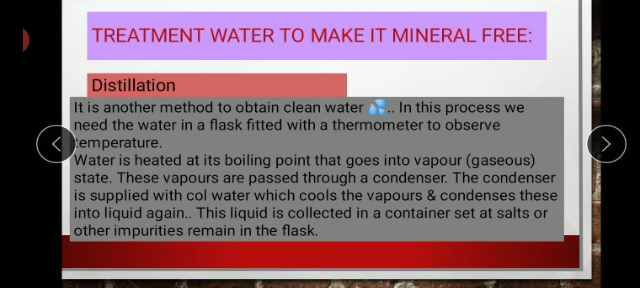 TREATMENT WATER TO MAKE IT MINERAL FREE:
Distillation
It is another method to obtain clean water 💦.. In this process we
need the water in a flask fitted with a thermometer to observe
temperature.
Water is heated at its boiling point that goes into vapour (gaseous)
state. These vapours are passed through a condenser. The condenser
is supplied with col water which cools the vapours & condenses these
into liquid again.. This liquid is collected in a container set at salts or
other impurities remain in the flask.